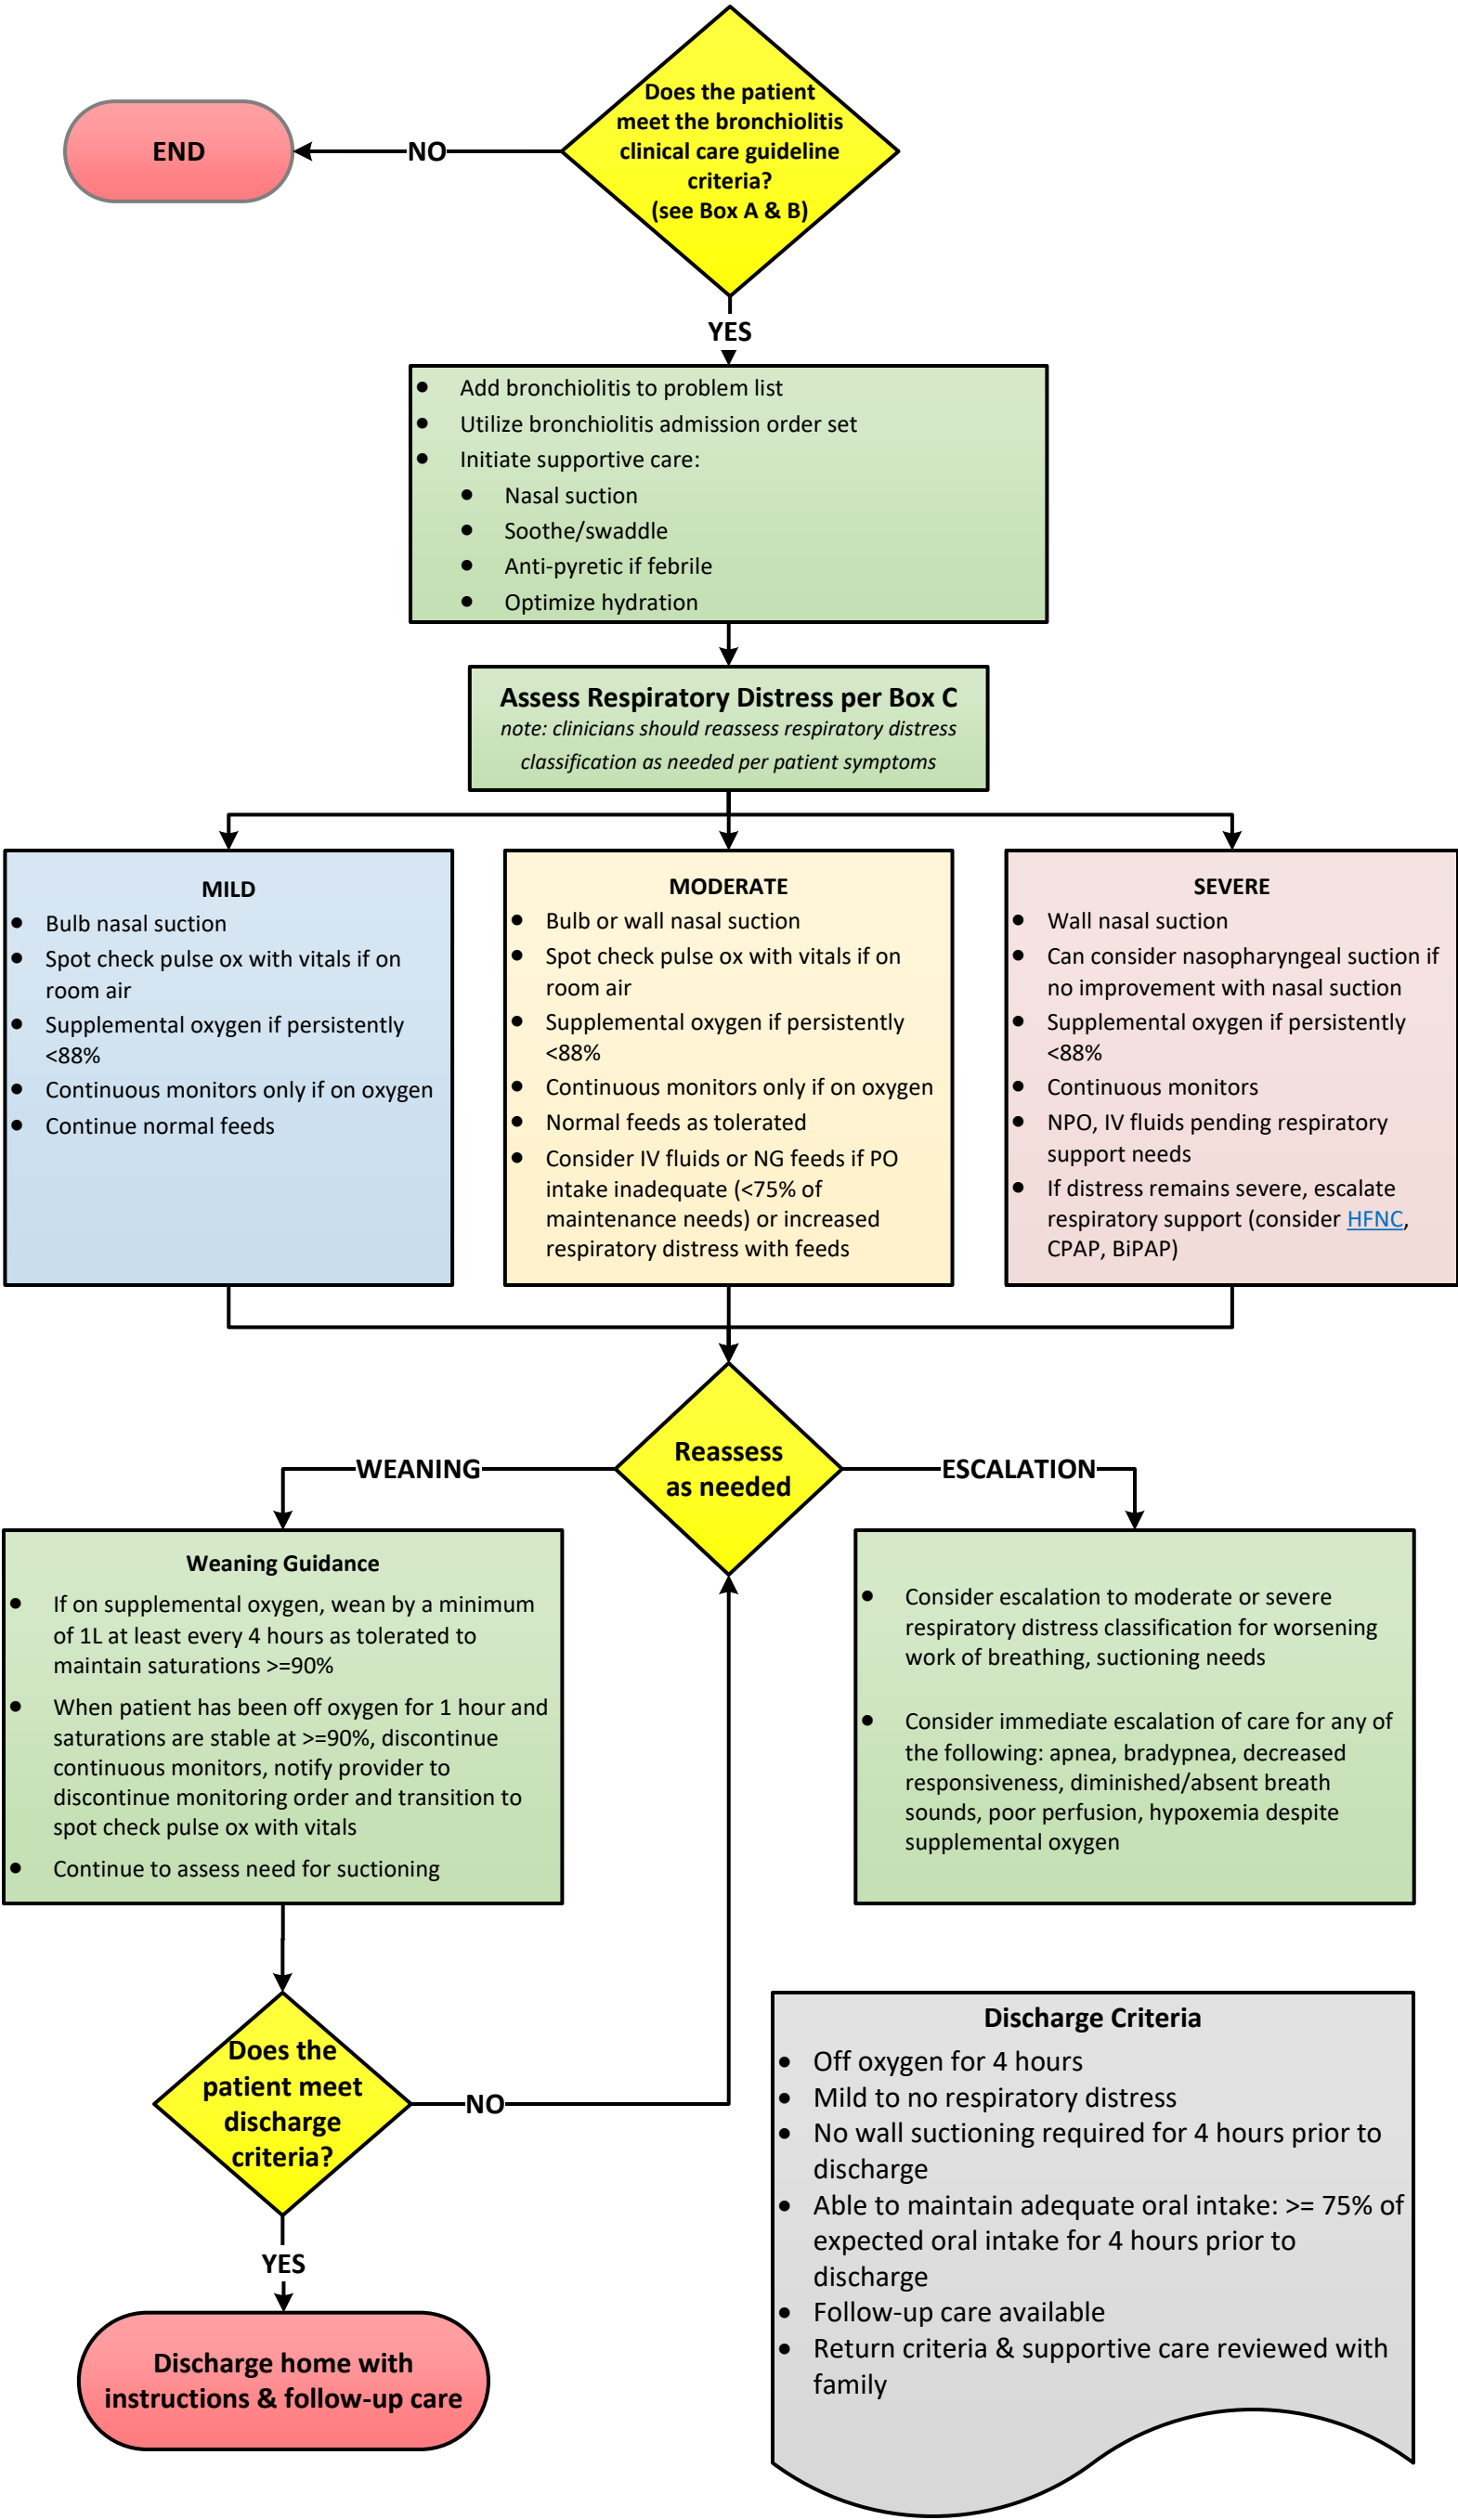 Does the patient
meet the bronchiolitis
clinical care guideline
criteria?
(see Box A & B)
NO
END
YES
• Add bronchiolitis to problem list
• Utilize bronchiolitis admission order set
• Initiate supportive care:
• Nasal suction
• Soothe/swaddle
• Anti-pyretic if febrile
• Optimize hydration
Assess Respiratory Distress per Box C
note: clinicians should reassess respiratory distress
classification as needed per patient symptoms
MILD
• Bulb nasal suction
• Spot check pulse ox with vitals if on
room air
• Supplemental oxygen if persistently
<88%
• Continuous monitors only if on oxygen
• Continue normal feeds
MODERATE
• Bulb or wall nasal suction
• Spot check pulse ox with vitals if on
room air
• Supplemental oxygen if persistently
<88%
• Continuous monitors only if on oxygen
• Normal feeds as tolerated
• Consider IV fluids or NG feeds if PO
intake inadequate (<75% of
maintenance needs) or increased
respiratory distress with feeds
SEVERE
• Wall nasal suction
• Can consider nasopharyngeal suction if
no improvement with nasal suction
• Supplemental oxygen if persistently
<88%
• Continuous monitors
• NPO, IV fluids pending respiratory
support needs
• If distress remains severe, escalate
respiratory support (consider HFNC,
CPAP, BiPAP)
Reassess
as needed
WEANING
ESCALATION
Weaning Guidance
• If on supplemental oxygen, wean by a minimum
of 1L at least every 4 hours as tolerated to
maintain saturations >=90%
• When patient has been off oxygen for 1 hour and
saturations are stable at >=90%, discontinue
continuous monitors, notify provider to
discontinue monitoring order and transition to
spot check pulse ox with vitals
• Continue to assess need for suctioning
• Consider escalation to moderate or severe
respiratory distress classification for worsening
work of breathing, suctioning needs
• Consider immediate escalation of care for any of
the following: apnea, bradypnea, decreased
responsiveness, diminished/absent breath
sounds, poor perfusion, hypoxemia despite
supplemental oxygen
Does the
patient meet
discharge
criteria?
NO
YES
Discharge home with
instructions & follow-up care
Discharge Criteria
• Off oxygen for 4 hours
• Mild to no respiratory distress
• No wall suctioning required for 4 hours prior to
discharge
• Able to maintain adequate oral intake: >= 75% of
expected oral intake for 4 hours prior to
discharge
• Follow-up care available
• Return criteria & supportive care reviewed with
family